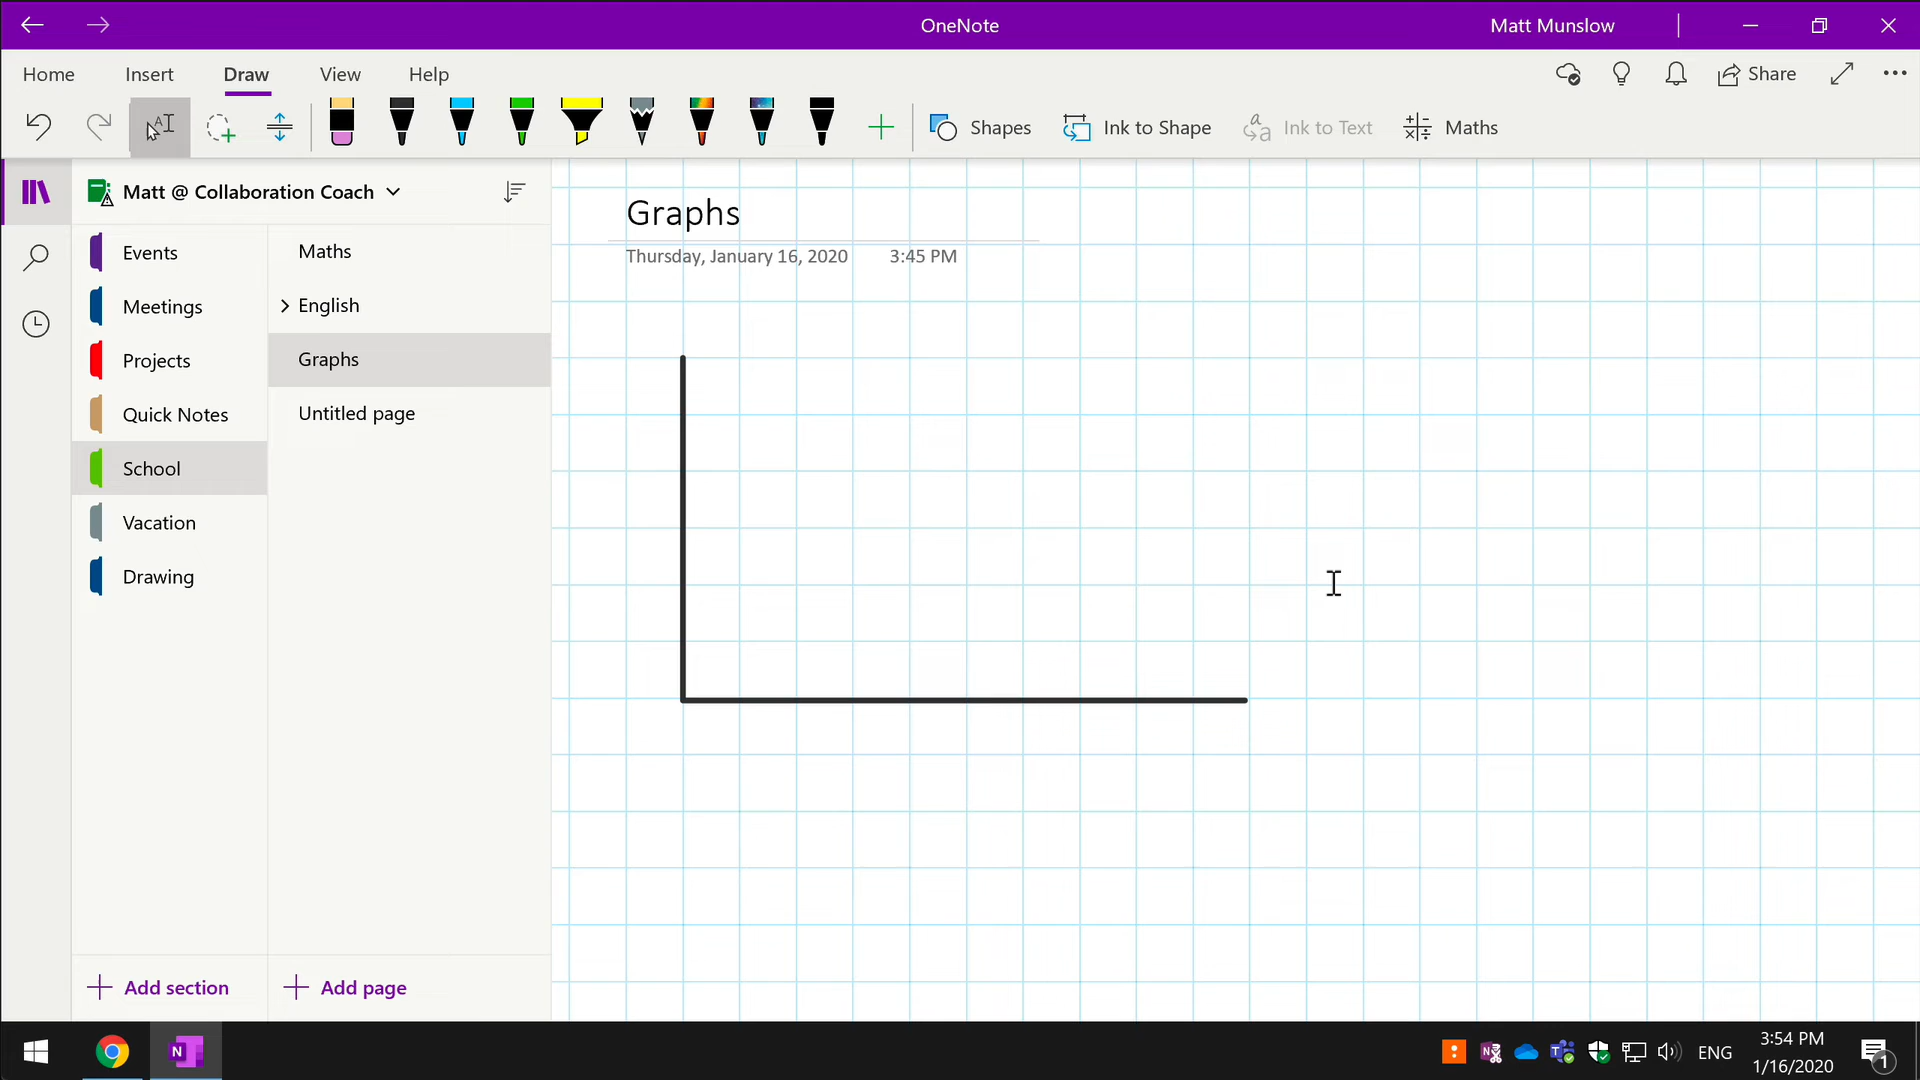 OneNote
Matt Munslow
Home Insert Draw View Help
Share
Shapes Ink to Shape Ink to Text Maths
Matt @ Collaboration Coach
Events
Meetings
Projects
Quick Notes
School
Vacation
Drawing
Add section
Maths
English
Graphs
Untitled page
Add page
Graphs
Thursday, January 16, 2020 3:45 PM
ENG
3:54 PM
1/16/2020
1